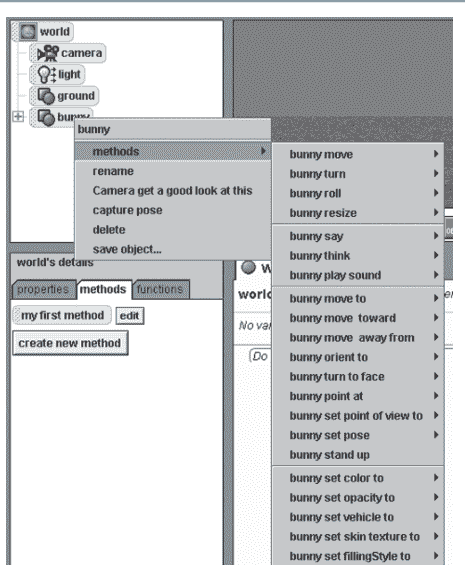 world
camera
light
ground
bunny
bunny
methods
rename
Camera get a good look at this
capture pose
delete
save object...
bunny move
bunny turn
bunny roll
bunny resize
bunny say
bunny think
bunny play sound
bunny move to
bunny move toward
bunny move away from
bunny orient to
bunny turn to face
bunny point at
bunny set point of view to
bunny set pose
bunny stand up
bunny set color to
bunny set opacity to
bunny set vehicle to
bunny set skin texture to
bunny set fillingStyle to
world's details
properties methods functions
my first method edit
create new method
No
Do